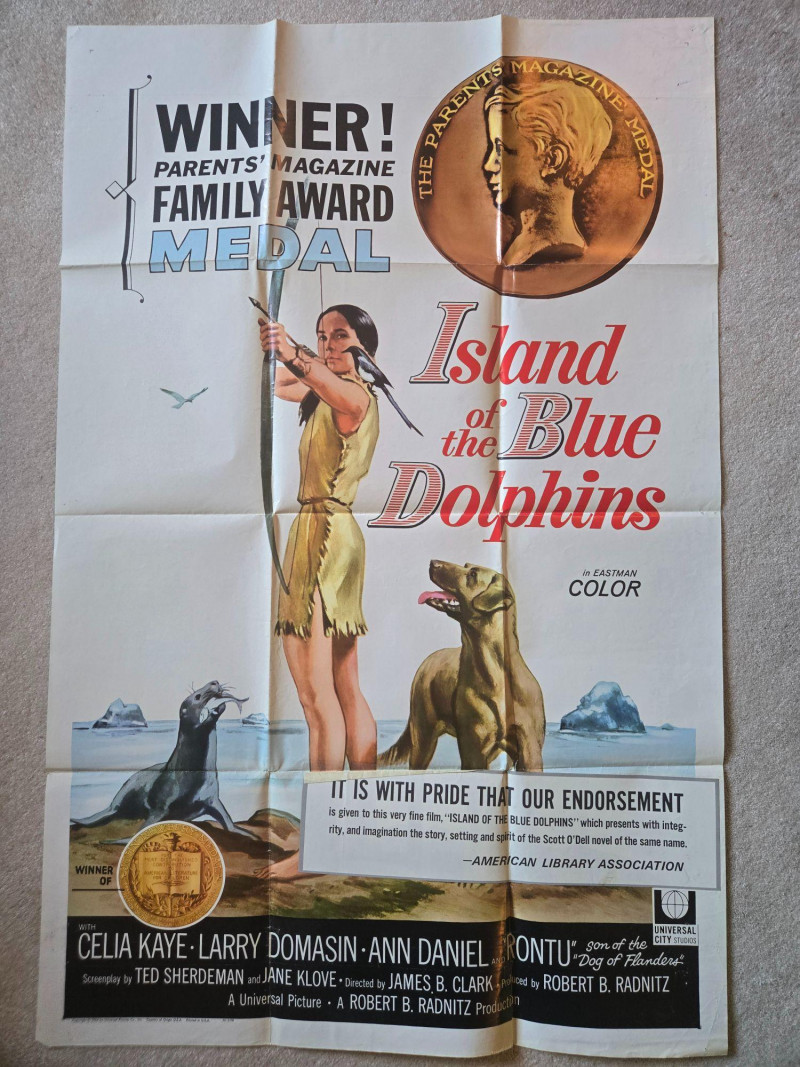 WINNER!
PARENTS' MAGAZINE
FAMILY AWARD
MEDAL
THE PARENTS' MAGAZINE MEDAL
Island
of
the Blue
Dolphins
in EASTMAN
COLOR
IT IS WITH PRIDE THAT OUR ENDORSEMENT
is given to this very fine film, "ISLAND OF THE BLUE DOLPHINS" which presents with integ-
rity, and imagination the story, setting and spirit of the Scott O'Dell novel of the same name.
—AMERICAN LIBRARY ASSOCIATION
WINNER
OF
UNIVERSAL
CITY STUDIOS
WITH
CELIA KAYE · LARRY DOMASIN · ANN DANIEL AND "RONTU" son of the
"Dog of Flanders"
Screenplay by TED SHERDEMAN and JANE KLOVE · Directed by JAMES B. CLARK · Produced by ROBERT B. RADNITZ
A Universal Picture · A ROBERT B. RADNITZ Production